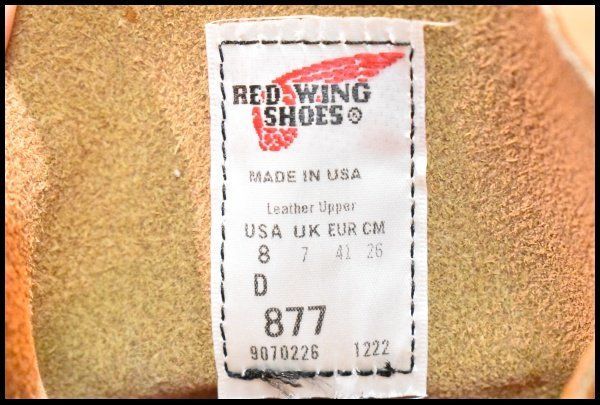 RED WING
SHOES®
MADE IN USA
Leather Upper
USA UK EUR CM
8 7 41 26
D
877
9070226 1222